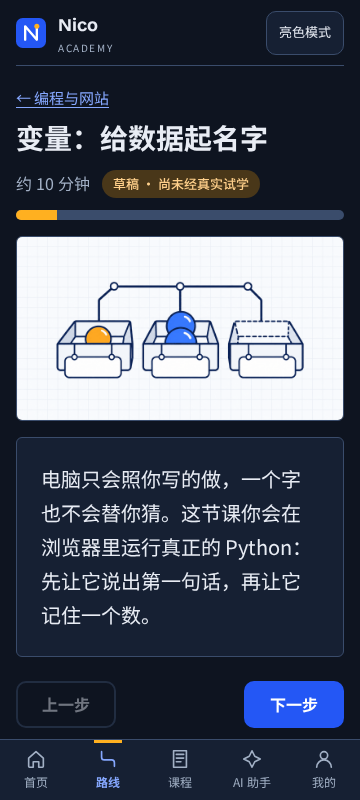 Nico
ACADEMY
亮色模式
← 编程与网站
变量：给数据起名字
约 10 分钟
草稿 · 尚未经真实试学
电脑只会照你写的做，一个字
也不会替你猜。这节课你会在
浏览器里运行真正的 Python：
先让它说出第一句话，再让它
记住一个数。
上一步
下一步
首页
路线
课程
AI 助手
我的